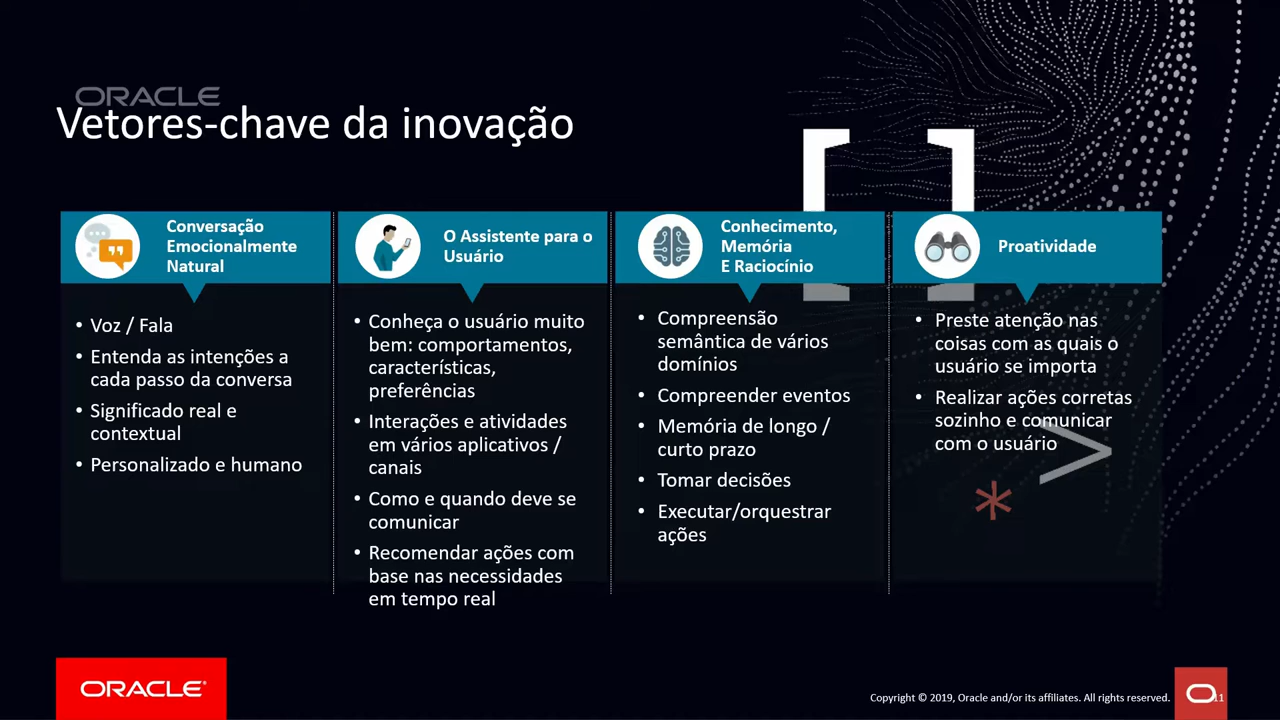 ORACLE
Vetores-chave da inovação
Conversação
Emocionalmente
Natural
• Voz / Fala
• Entenda as intenções a
cada passo da conversa
• Significado real e
contextual
• Personalizado e humano
O Assistente para o
Usuário
• Conheça o usuário muito
bem: comportamentos,
características,
preferências
• Interações e atividades
em vários aplicativos /
canais
• Como e quando deve se
comunicar
• Recomendar ações com
base nas necessidades
em tempo real
Conhecimento,
Memória
E Raciocínio
• Compreensão
semântica de vários
domínios
• Compreender eventos
• Memória de longo /
curto prazo
• Tomar decisões
• Executar/orquestrar
ações
Proatividade
• Preste atenção nas
coisas com as quais o
usuário se importa
• Realizar ações corretas
sozinho e comunicar
com o usuário
[ ]
>
*
ORACLE®
Copyright © 2019, Oracle and/or its affiliates. All rights reserved.
11